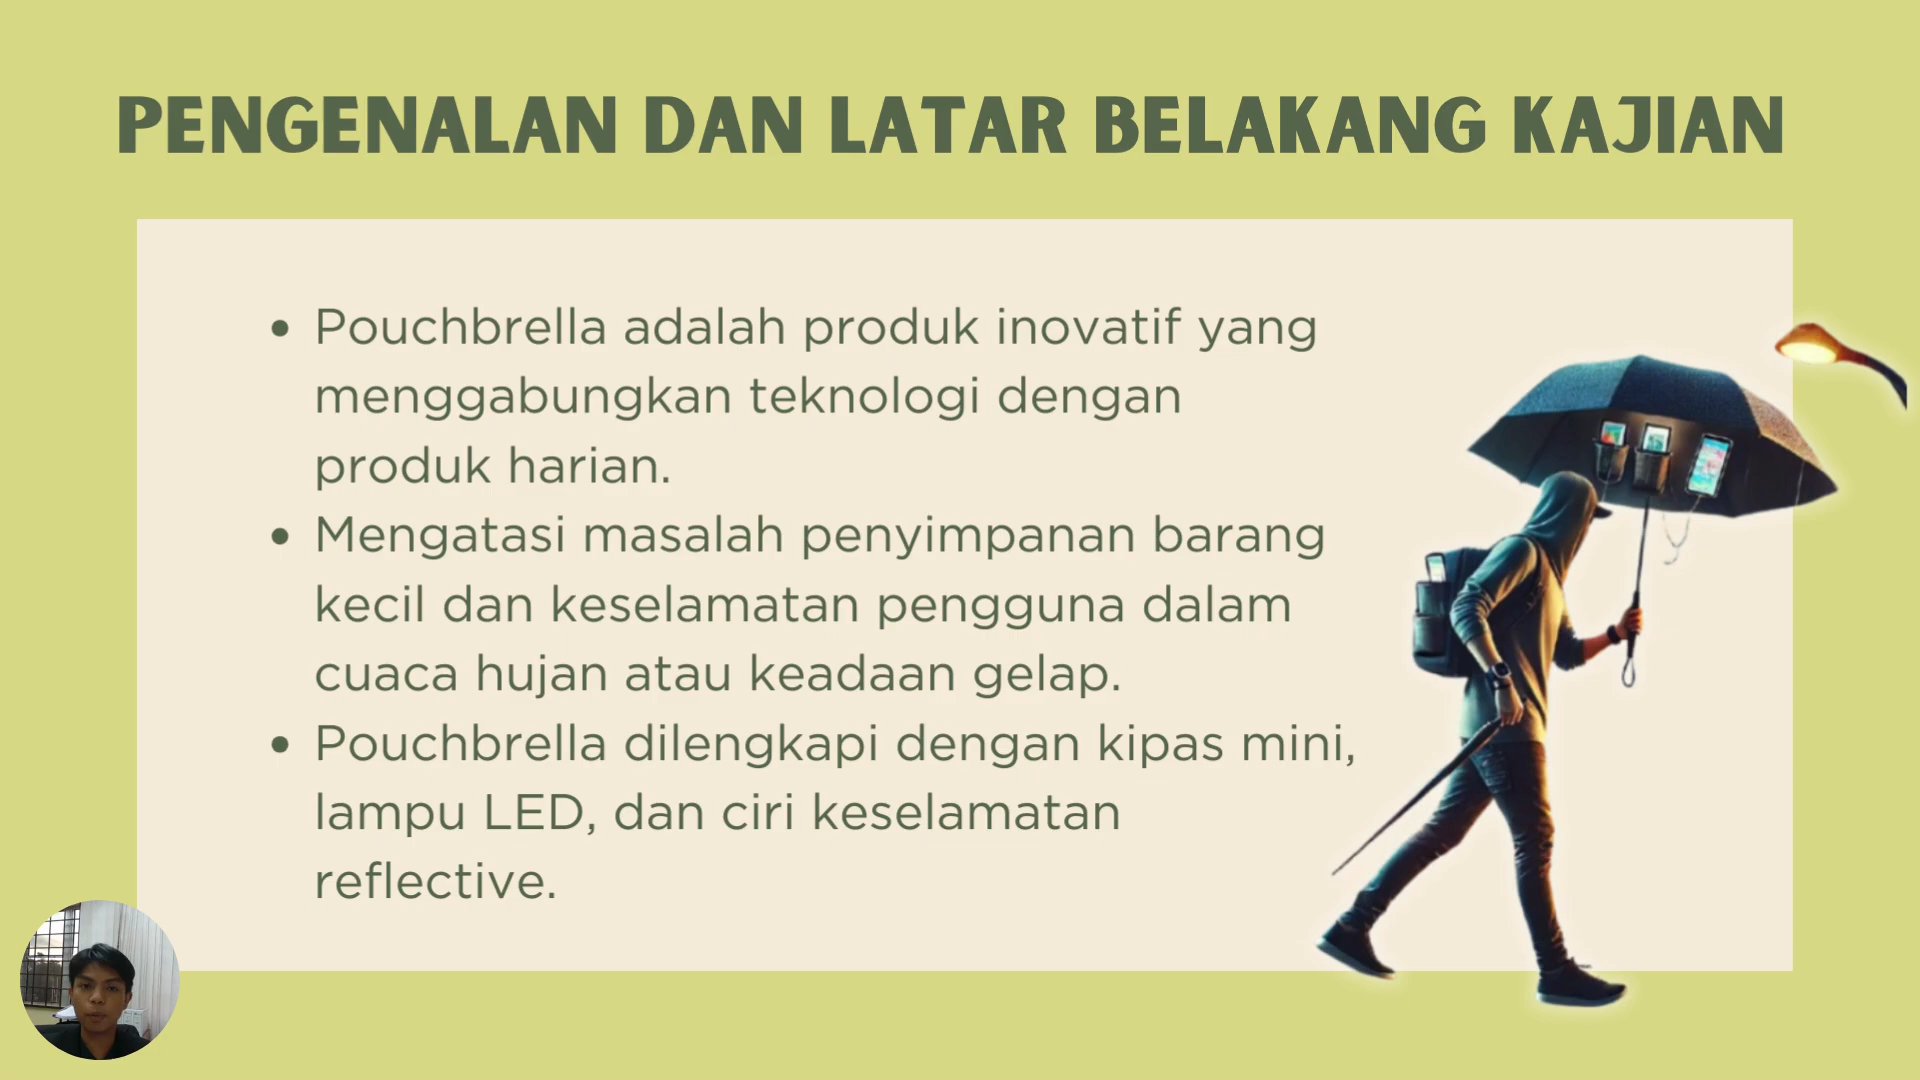 PENGENALAN DAN LATAR BELAKANG KAJIAN
• Pouchbrella adalah produk inovatif yang
menggabungkan teknologi dengan
produk harian.
• Mengatasi masalah penyimpanan barang
kecil dan keselamatan pengguna dalam
cuaca hujan atau keadaan gelap.
• Pouchbrella dilengkapi dengan kipas mini,
lampu LED, dan ciri keselamatan
reflective.